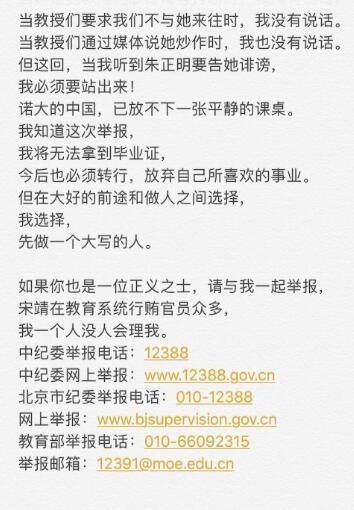 当教授们要求我们不与她来往时，我没有说话。
当教授们通过媒体说她炒作时，我也没有说话。
但这回，当我听到朱正明要告她诽谤，
我必须要站出来！
诺大的中国，已放不下一张平静的课桌。
我知道这次举报，
我将无法拿到毕业证，
今后也必须转行，放弃自己所喜欢的事业。
但在大好的前途和做人之间选择，
我选择，
先做一个大写的人。
如果你也是一位正义之士，请与我一起举报，
宋靖在教育系统行贿官员众多，
我一个人没人会理我。
中纪委举报电话：12388
中纪委网上举报：www.12388.gov.cn
北京市纪委举报电话：010-12388
网上举报：www.bjsupervision.gov.cn
教育部举报电话：010-66092315
举报邮箱：12391@moe.edu.cn